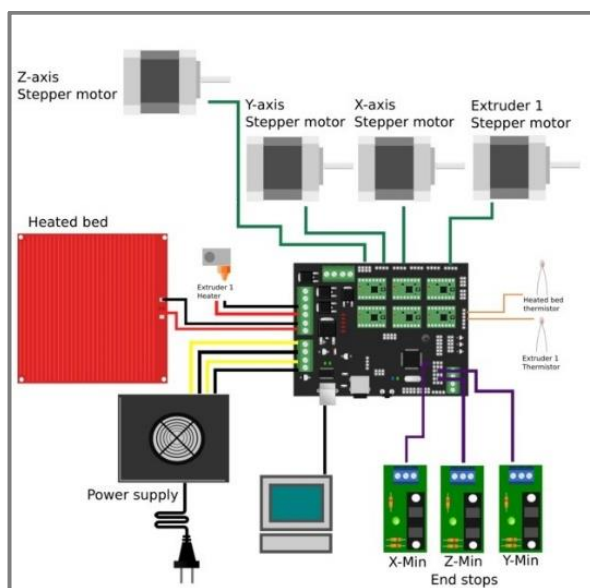 Z-axis
Stepper motor
Y-axis
Stepper motor
X-axis
Stepper motor
Extruder 1
Stepper motor
Heated bed
Extruder 1
Heater
Heated bed
thermistor
Extruder 1
Thermistor
Power supply
X-Min
Z-Min
Y-Min
End stops